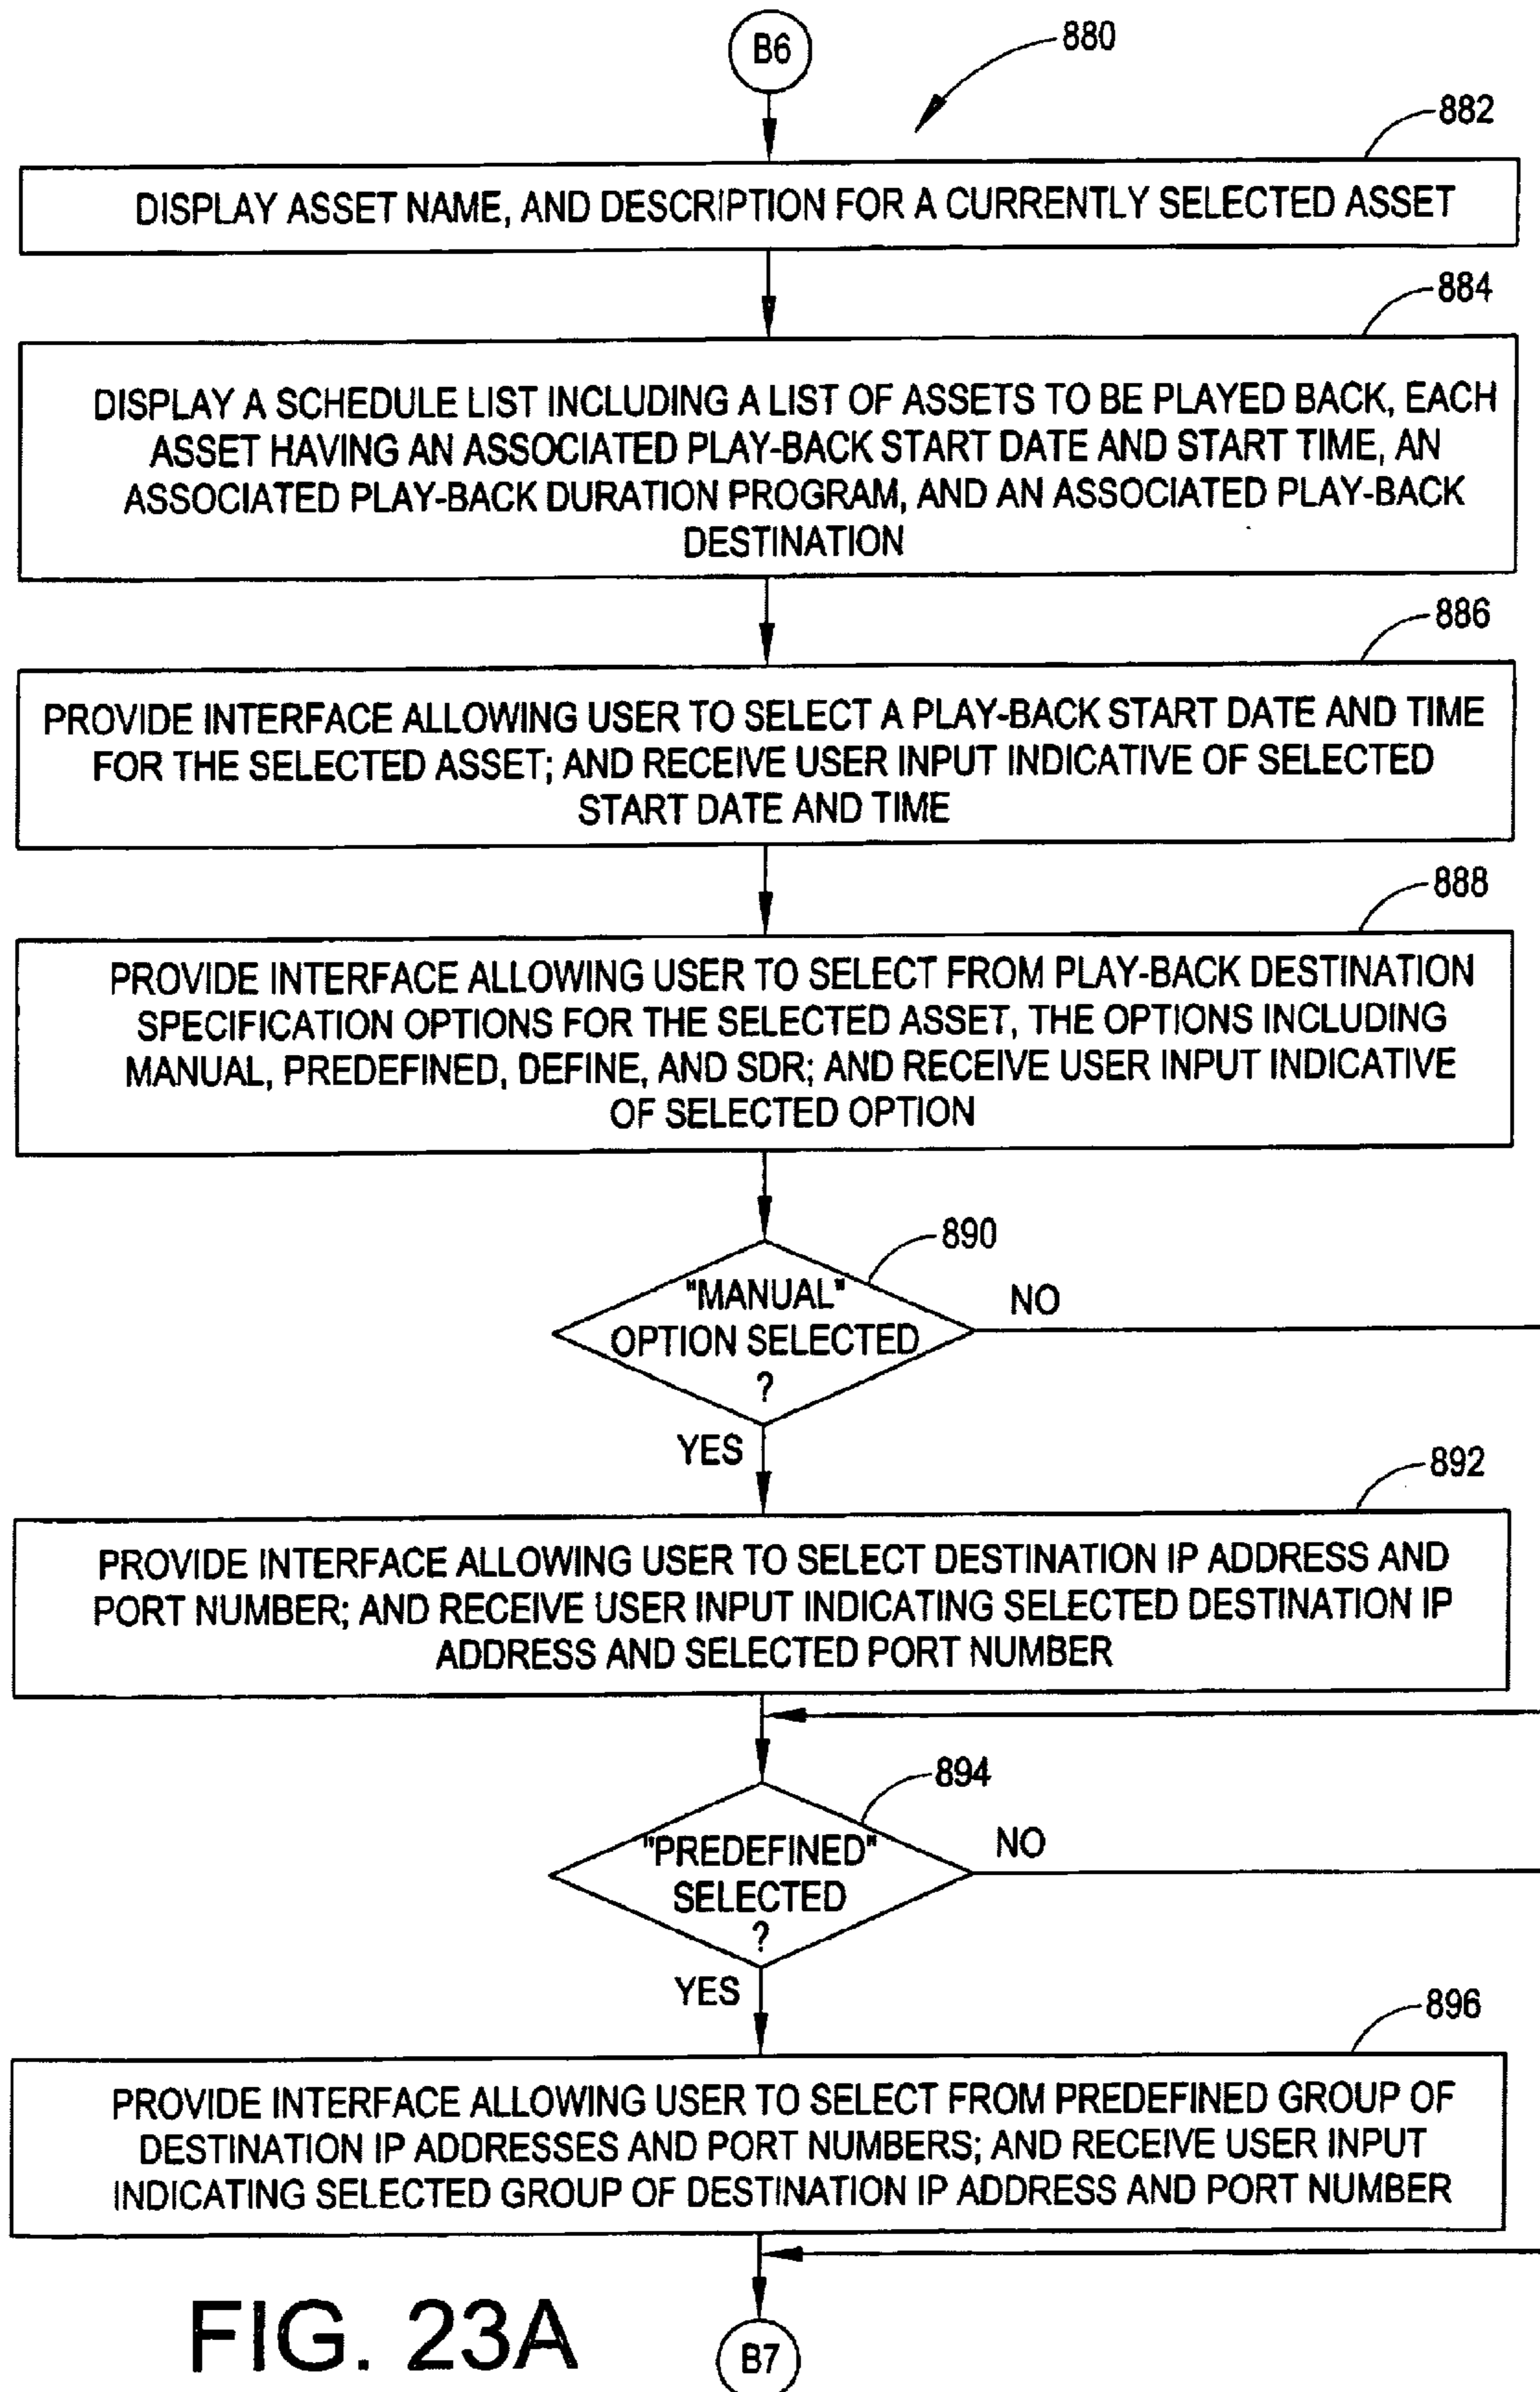 B6
880
882
DISPLAY ASSET NAME, AND DESCRIPTION FOR A CURRENTLY SELECTED ASSET
884
DISPLAY A SCHEDULE LIST INCLUDING A LIST OF ASSETS TO BE PLAYED BACK, EACH
ASSET HAVING AN ASSOCIATED PLAY-BACK START DATE AND START TIME, AN
ASSOCIATED PLAY-BACK DURATION PROGRAM, AND AN ASSOCIATED PLAY-BACK
DESTINATION
886
PROVIDE INTERFACE ALLOWING USER TO SELECT A PLAY-BACK START DATE AND TIME
FOR THE SELECTED ASSET; AND RECEIVE USER INPUT INDICATIVE OF SELECTED
START DATE AND TIME
888
PROVIDE INTERFACE ALLOWING USER TO SELECT FROM PLAY-BACK DESTINATION
SPECIFICATION OPTIONS FOR THE SELECTED ASSET, THE OPTIONS INCLUDING
MANUAL, PREDEFINED, DEFINE, AND SDR; AND RECEIVE USER INPUT INDICATIVE
OF SELECTED OPTION
890
"MANUAL"
OPTION SELECTED
?
NO
YES
892
PROVIDE INTERFACE ALLOWING USER TO SELECT DESTINATION IP ADDRESS AND
PORT NUMBER; AND RECEIVE USER INPUT INDICATING SELECTED DESTINATION IP
ADDRESS AND SELECTED PORT NUMBER
894
"PREDEFINED"
SELECTED
?
NO
YES
896
PROVIDE INTERFACE ALLOWING USER TO SELECT FROM PREDEFINED GROUP OF
DESTINATION IP ADDRESSES AND PORT NUMBERS; AND RECEIVE USER INPUT
INDICATING SELECTED GROUP OF DESTINATION IP ADDRESS AND PORT NUMBER
FIG. 23A
B7